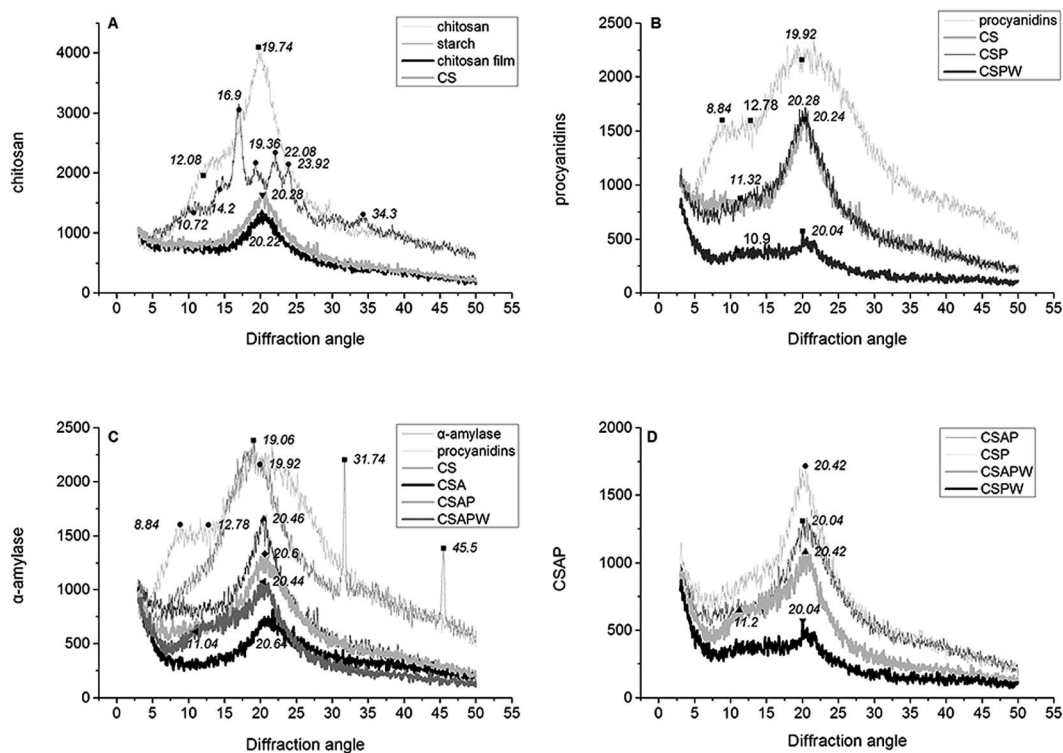 A
chitosan
starch
chitosan film
CS
19.74
16.9
12.08
19.36
22.08
23.92
20.28
14.2
10.72
20.22
34.3
4000
3000
2000
1000
0
chitosan
0 5 10 15 20 25 30 35 40 45 50 55
Diffraction angle
B
procyanidins
CS
CSP
CSPW
19.92
8.84
12.78
20.28
20.24
11.32
10.9
20.04
2500
2000
1500
1000
500
0
procyanidins
0 5 10 15 20 25 30 35 40 45 50 55
Diffraction angle
C
α-amylase
procyanidins
CS
CSA
CSAP
CSAPW
19.06
19.92
31.74
8.84
12.78
20.46
20.6
20.44
45.5
11.04
20.64
2500
2000
1500
1000
500
0
α-amylase
0 5 10 15 20 25 30 35 40 45 50 55
Diffraction angle
D
CSAP
CSP
CSAPW
CSPW
20.42
20.04
20.42
11.2
20.04
2000
1500
1000
500
0
CSAP
0 5 10 15 20 25 30 35 40 45 50 55
Diffraction angle